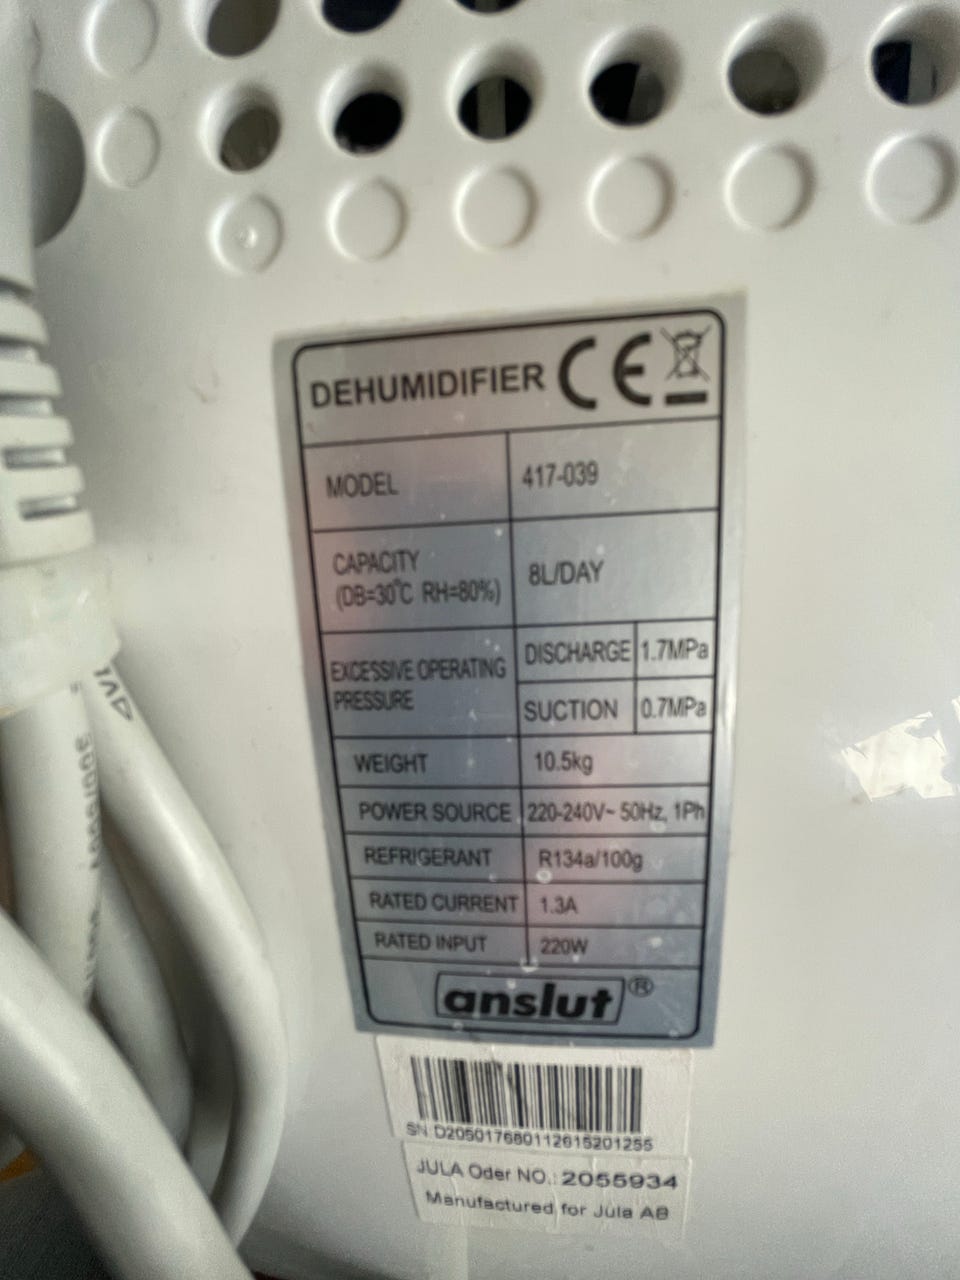 DEHUMIDIFIER CE
MODEL 417-039
CAPACITY
(DB=30°C RH=80%) 8L/DAY
EXCESSIVE OPERATING
PRESSURE
DISCHARGE 1.7MPa
SUCTION 0.7MPa
WEIGHT 10.5kg
POWER SOURCE 220-240V~ 50Hz, 1Ph
REFRIGERANT R134a/100g
RATED CURRENT 1.3A
RATED INPUT 220W
anslut®
SN D205017680112615201255
JULA Oder NO.: 2055934
Manufactured for Jula AB